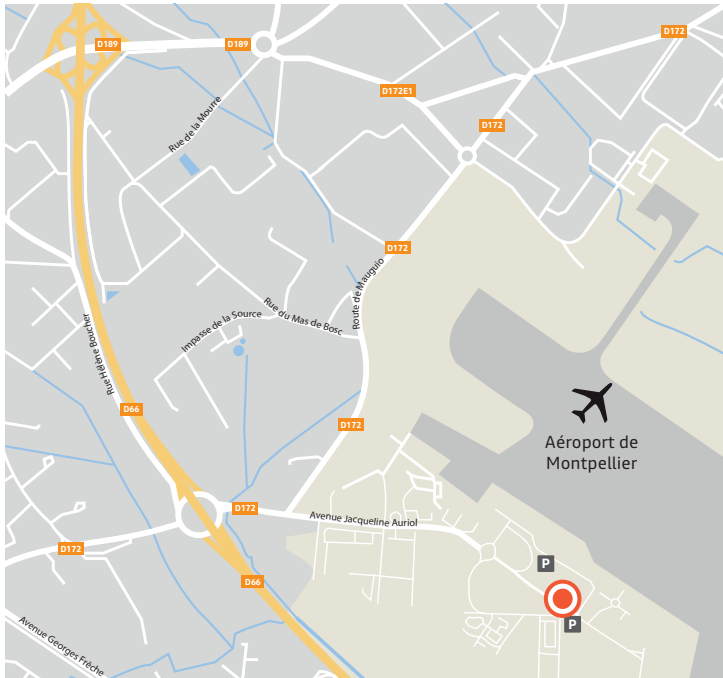 D189
D189
D172
D172E1
Rue de la Mourre
D172
D172
Route de Mauguio
Rue du Mas de Bosc
Impasse de la Source
Rue Hélène Boucher
D66
Aéroport de
Montpellier
D172
D172
Avenue Jacqueline Auriol
D172
P
D66
P
Avenue Georges Frêche